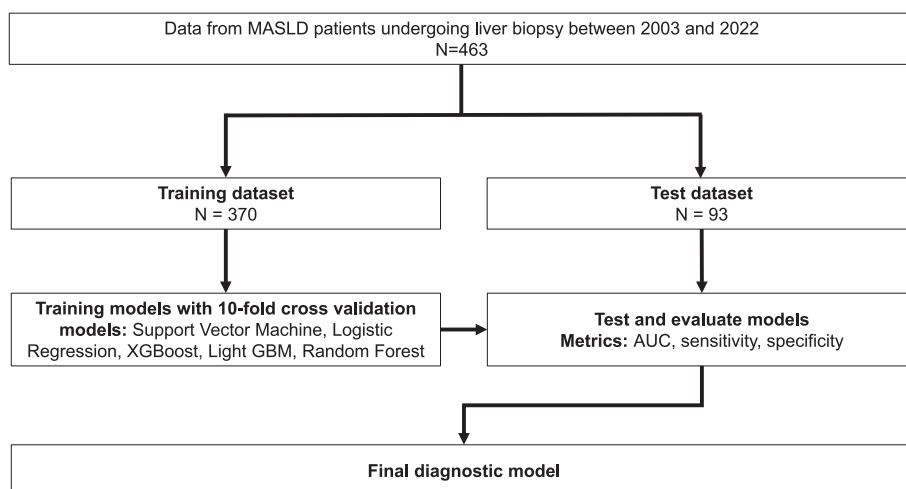 Data from MASLD patients undergoing liver biopsy between 2003 and 2022
N=463
Training dataset
N = 370
Test dataset
N = 93
Training models with 10-fold cross validation
models: Support Vector Machine, Logistic
Regression, XGBoost, Light GBM, Random Forest
Test and evaluate models
Metrics: AUC, sensitivity, specificity
Final diagnostic model